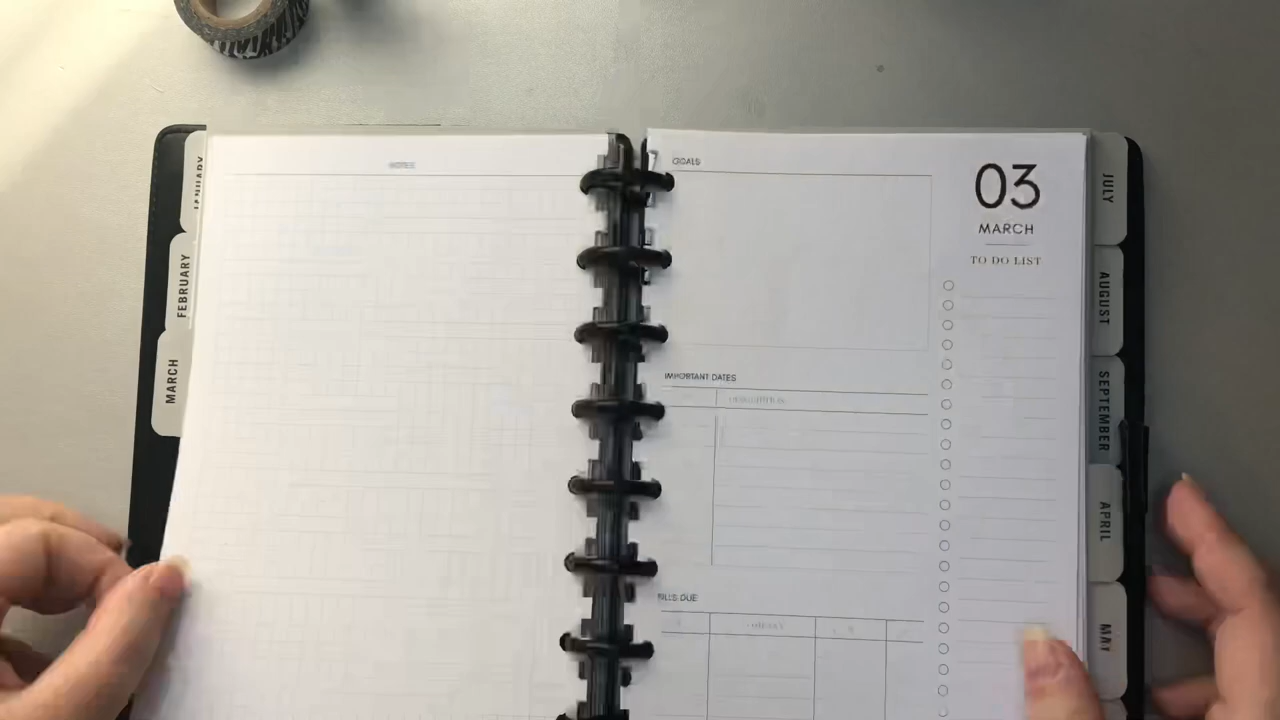 JANUARY
FEBRUARY
MARCH
NOTES
GOALS
03
MARCH
TO DO LIST
IMPORTANT DATES
BILLS DUE
JULY
AUGUST
SEPTEMBER
APRIL
MAY